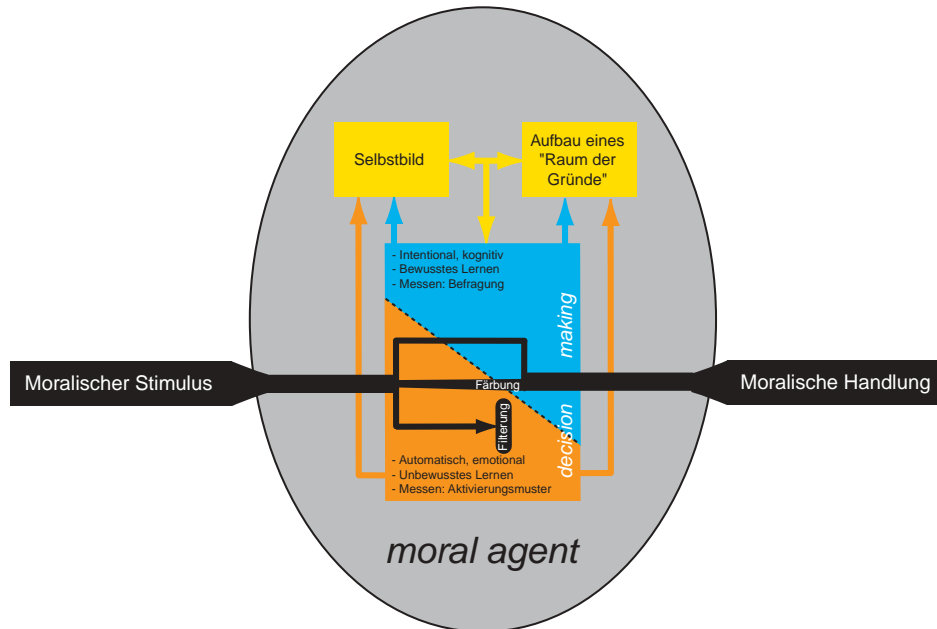 Selbstbild
Aufbau eines
"Raum der
Gründe"
- Intentional, kognitiv
- Bewusstes Lernen
- Messen: Befragung
making
Moralischer Stimulus
Färbung
Moralische Handlung
Filterung
decision
- Automatisch, emotional
- Unbewusstes Lernen
- Messen: Aktivierungsmuster
moral agent